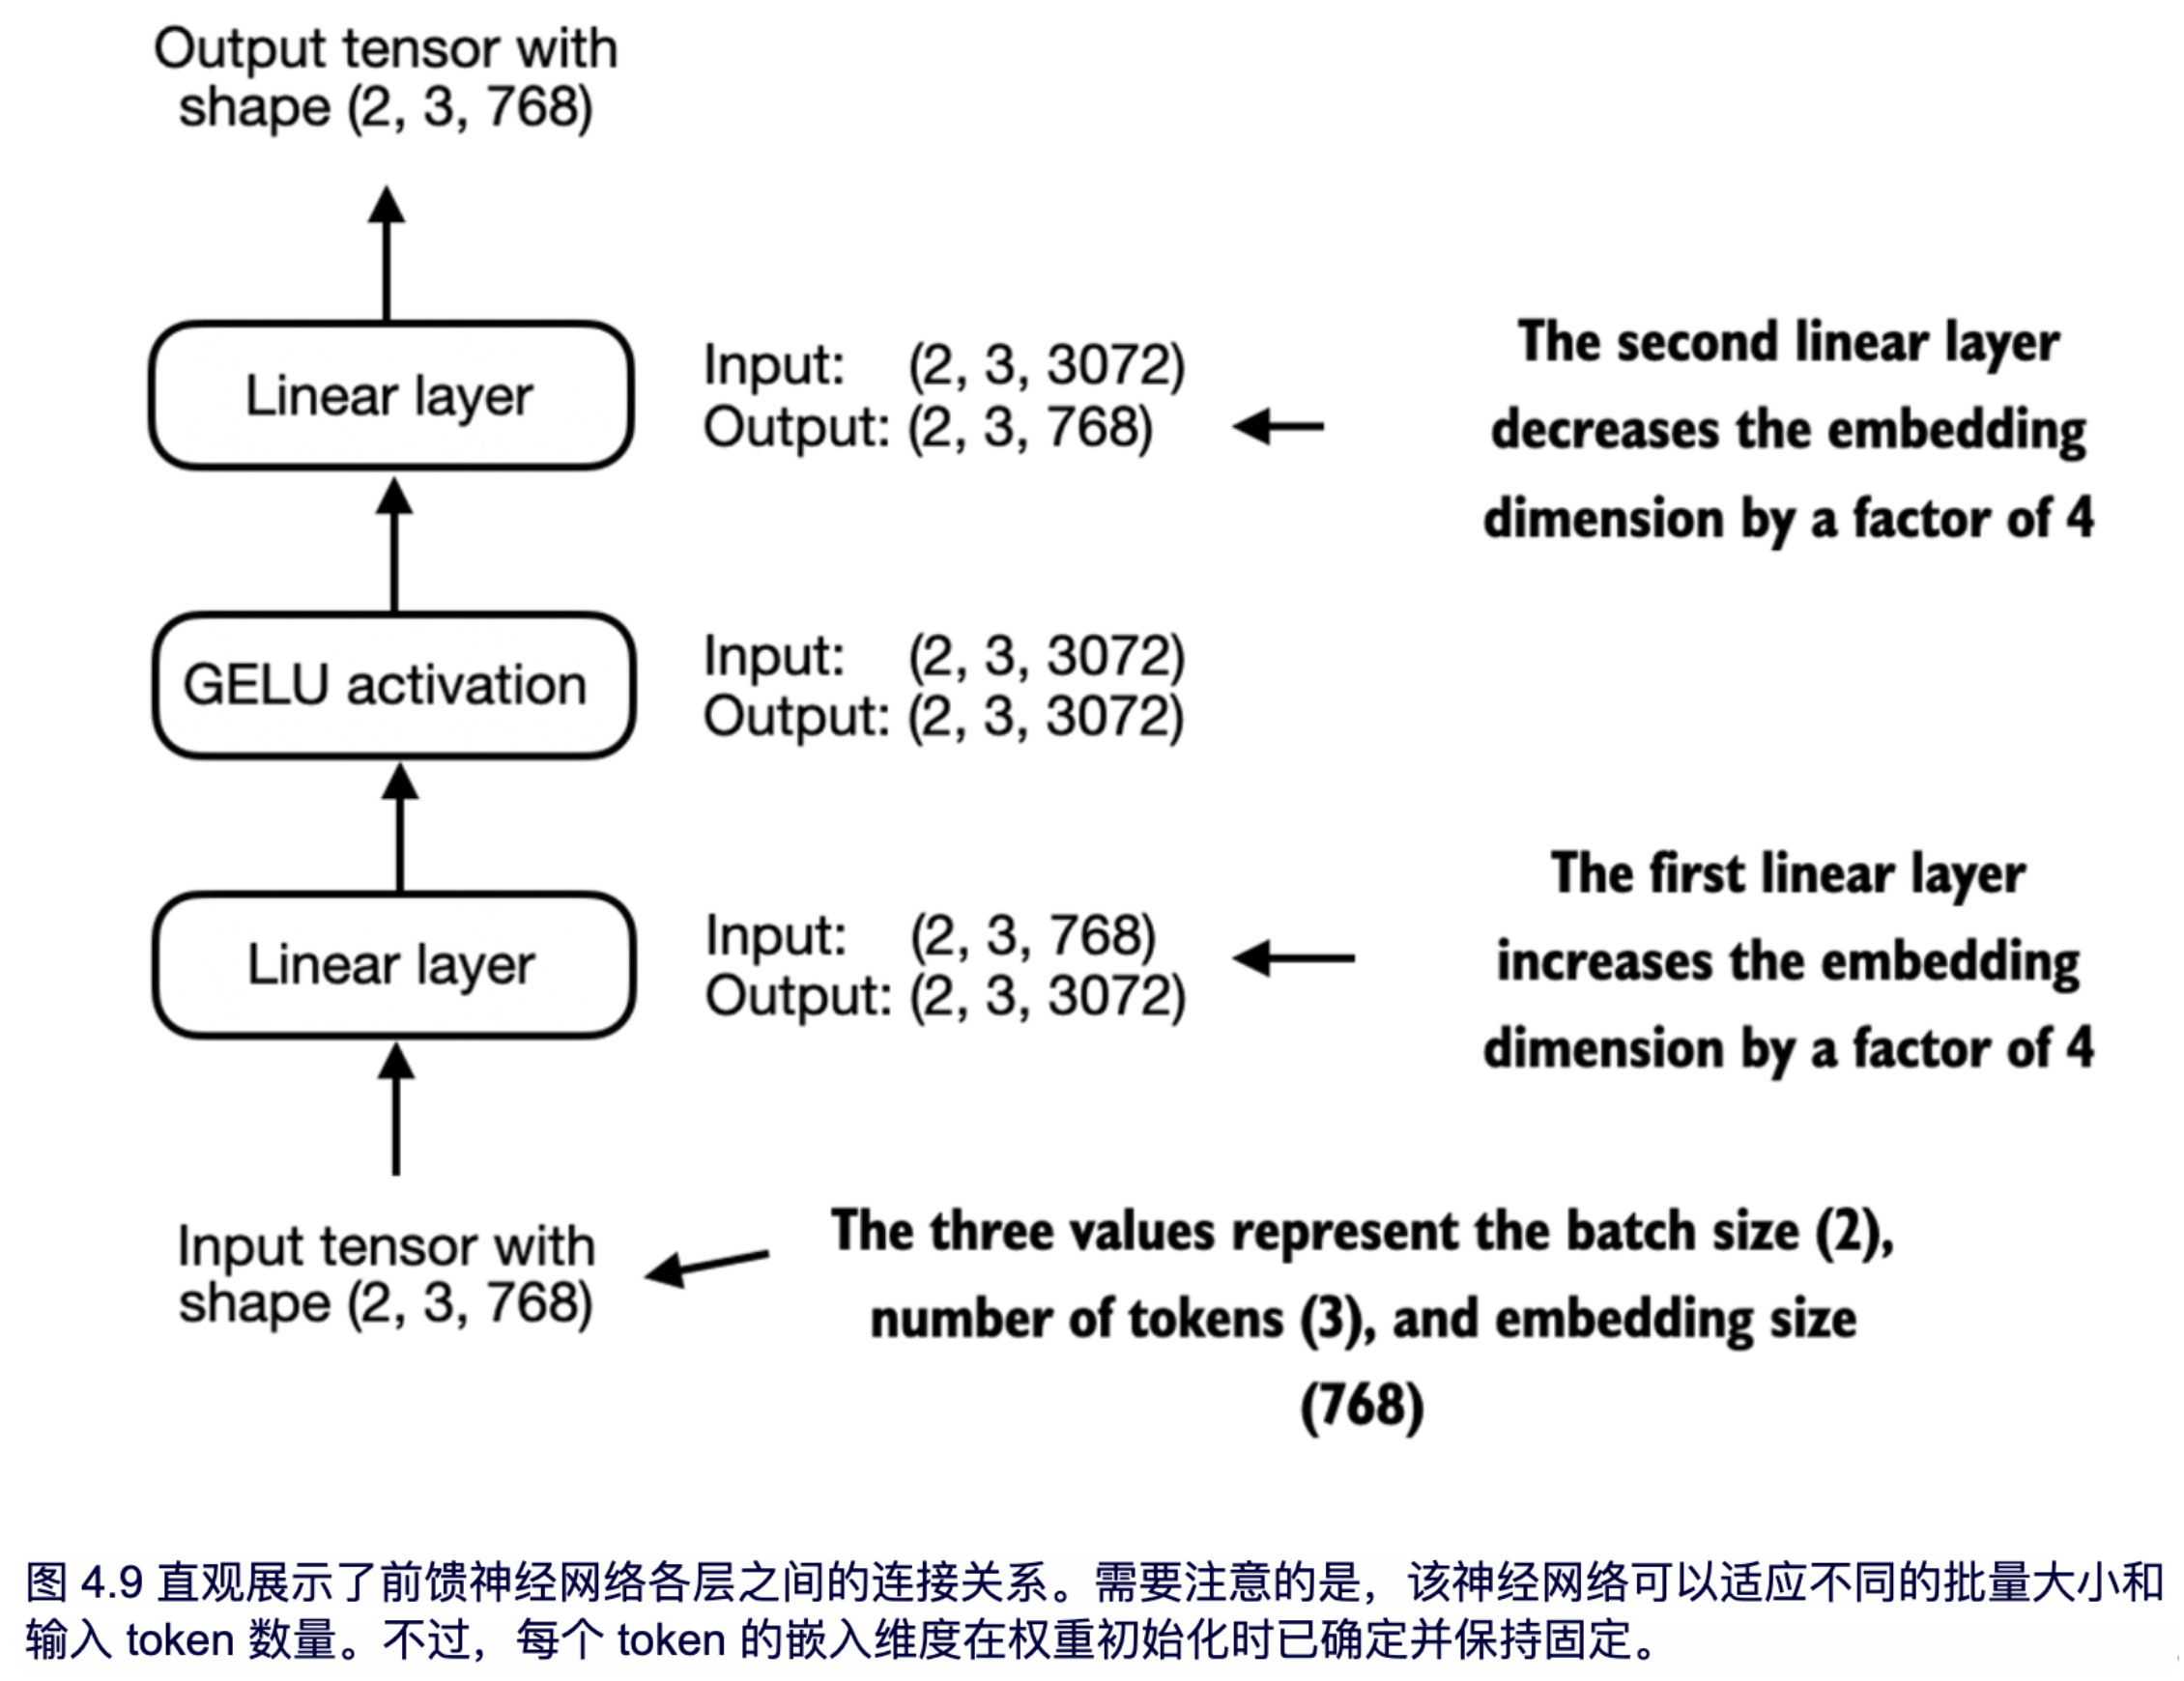 Output tensor with
shape (2, 3, 768)
Linear layer
Input: (2, 3, 3072)
Output: (2, 3, 768)
The second linear layer
decreases the embedding
dimension by a factor of 4
GELU activation
Input: (2, 3, 3072)
Output: (2, 3, 3072)
Linear layer
Input: (2, 3, 768)
Output: (2, 3, 3072)
The first linear layer
increases the embedding
dimension by a factor of 4
Input tensor with
shape (2, 3, 768)
The three values represent the batch size (2),
number of tokens (3), and embedding size
(768)
图 4.9 直观展示了前馈神经网络各层之间的连接关系。需要注意的是，该神经网络可以适应不同的批量大小和
输入 token 数量。不过，每个 token 的嵌入维度在权重初始化时已确定并保持固定。